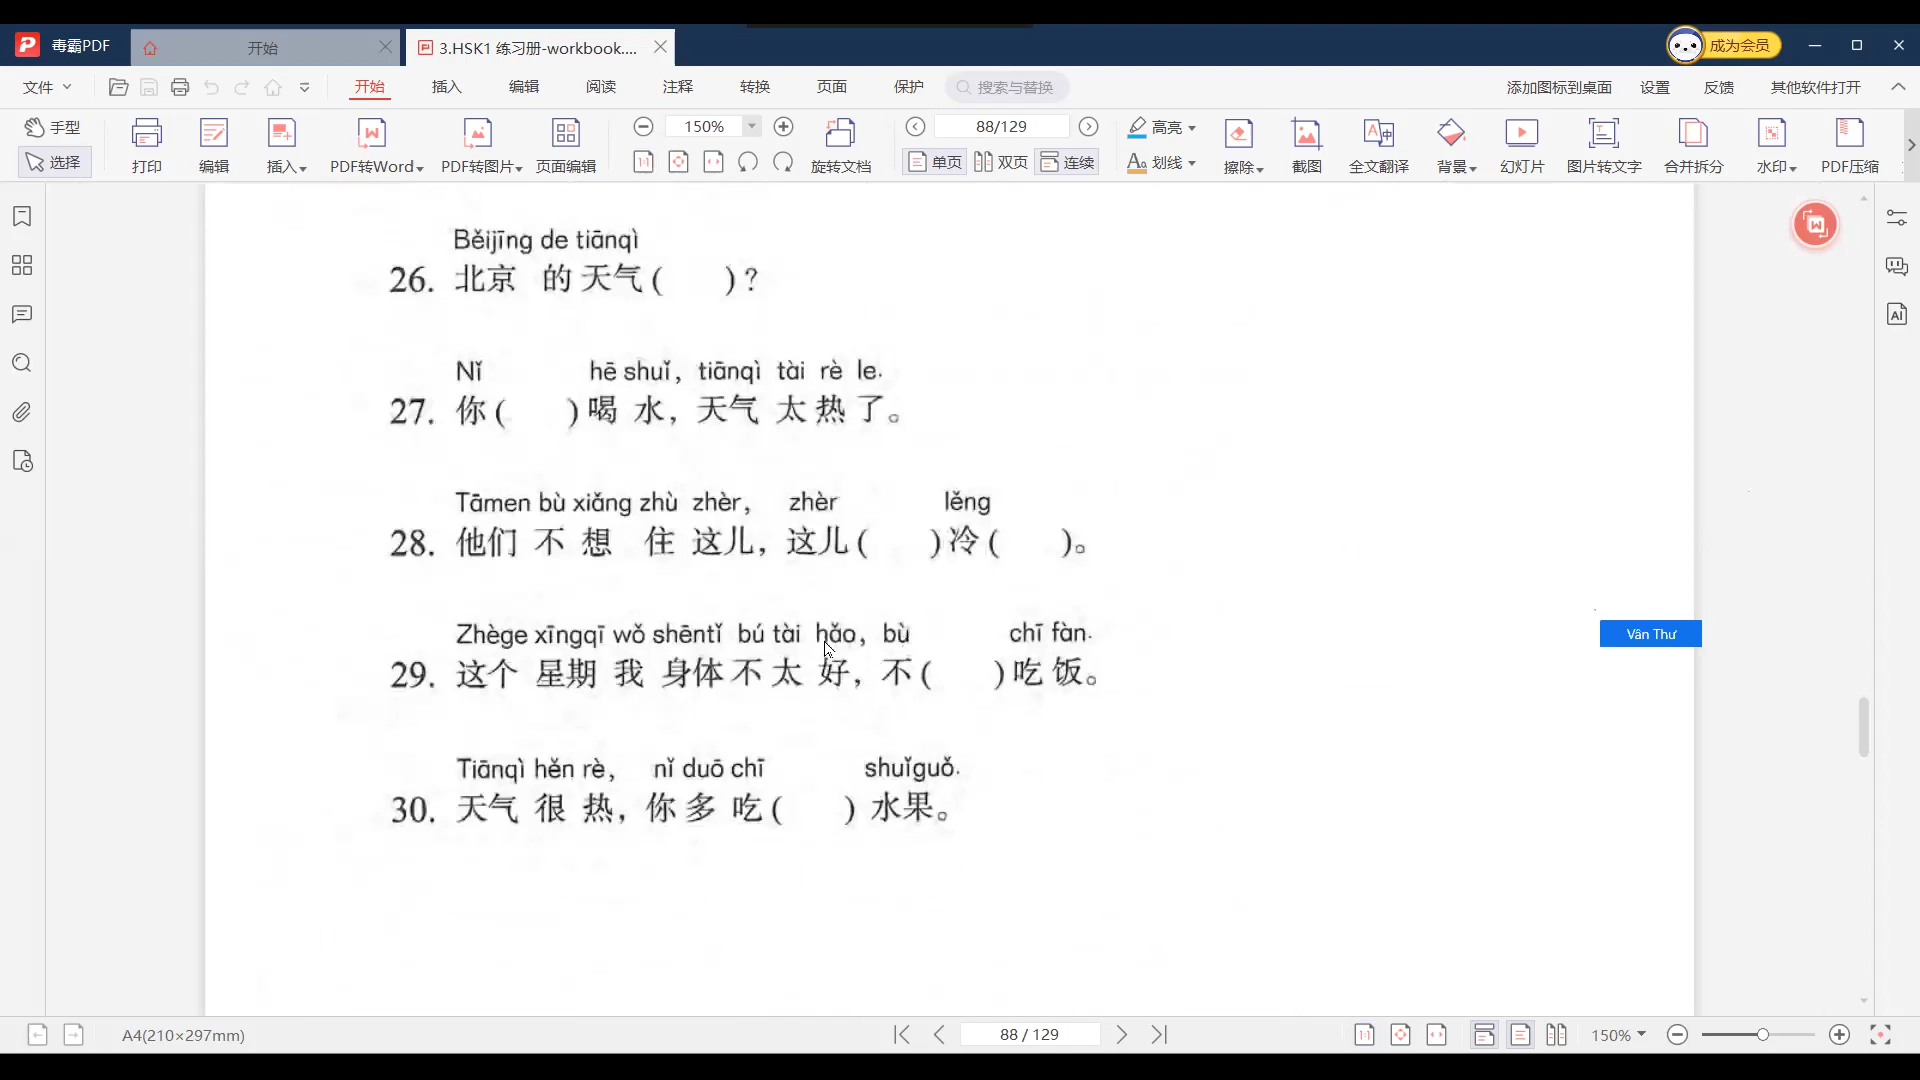 毒霸PDF
开始
3.HSK1 练习册-workbook....
成为会员
文件
开始
插入
编辑
阅读
注释
转换
页面
保护
搜索与替换
添加图标到桌面
设置
反馈
其他软件打开
手型
选择
打印
编辑
插入
PDF转Word
PDF转图片
页面编辑
150%
1:1
旋转文档
88/129
单页
双页
连续
高亮
划线
擦除
截图
全文翻译
背景
幻灯片
图片转文字
合并拆分
水印
PDF压缩
Běijīng de tiānqì
26. 北京 的 天气 ( ) ?
Nǐ hē shuǐ, tiānqì tài rè le.
27. 你 ( ) 喝 水, 天气 太 热 了。
Tāmen bù xiǎng zhù zhèr, zhèr lěng
28. 他们 不 想 住 这儿, 这儿 ( ) 冷 ( )。
Zhège xīngqī wǒ shēntǐ bú tài hǎo, bù chī fàn.
29. 这个 星期 我 身体 不 太 好, 不 ( ) 吃 饭。
Tiānqì hěn rè, nǐ duō chī shuǐguǒ.
30. 天气 很 热, 你 多 吃 ( ) 水果。
Vân Thư
AI
A4(210×297mm)
88 / 129
1:1
150%